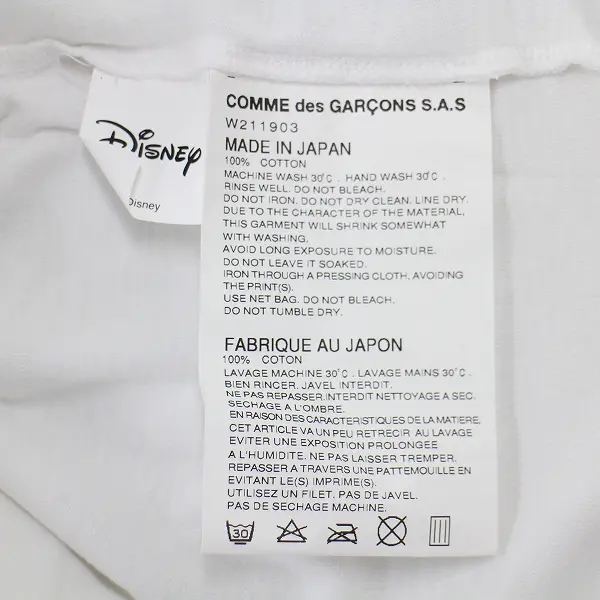 COMME des GARÇONS S.A.S
W211903
MADE IN JAPAN
100% COTTON
MACHINE WASH 30°C . HAND WASH 30°C .
RINSE WELL. DO NOT BLEACH.
DO NOT IRON. DO NOT DRY CLEAN. LINE DRY.
DUE TO THE CHARACTER OF THE MATERIAL,
THIS GARMENT WILL SHRINK SOMEWHAT
WITH WASHING.
AVOID LONG EXPOSURE TO MOISTURE.
DO NOT LEAVE IT SOAKED.
IRON THROUGH A PRESSING CLOTH, AVOIDING
THE PRINT(S).
USE NET BAG. DO NOT BLEACH.
DO NOT TUMBLE DRY.
FABRIQUE AU JAPON
100% COTON
LAVAGE MACHINE 30°C . LAVAGE MAINS 30°C .
BIEN RINCER. JAVEL INTERDIT.
NE PAS REPASSER.INTERDIT NETTOYAGE A SEC.
SECHAGE A L'OMBRE.
EN RAISON DES CARACTERISTIQUES DE LA MATIERE,
CET ARTICLE VA UN PEU RETRECIR AU LAVAGE
EVITER UNE EXPOSITION PROLONGEE
A L'HUMIDITE. NE PAS LAISSER TREMPER.
REPASSER A TRAVERS UNE PATTEMOUILLE EN
EVITANT LE(S) IMPRIME(S).
UTILISEZ UN FILET. PAS DE JAVEL.
PAS DE SECHAGE MACHINE.
30
Disney
Disney